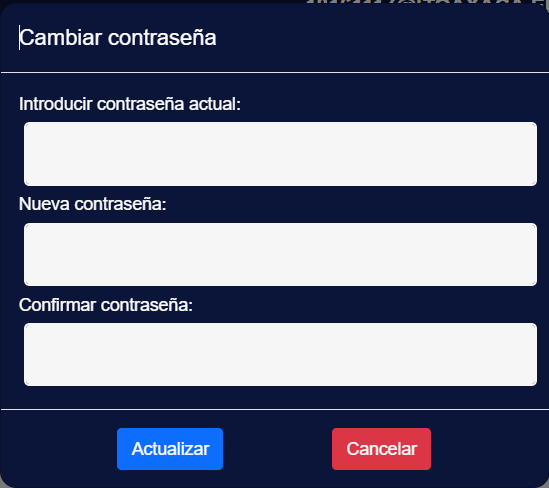 Cambiar contraseña
Introducir contraseña actual:
Nueva contraseña:
Confirmar contraseña:
Actualizar
Cancelar